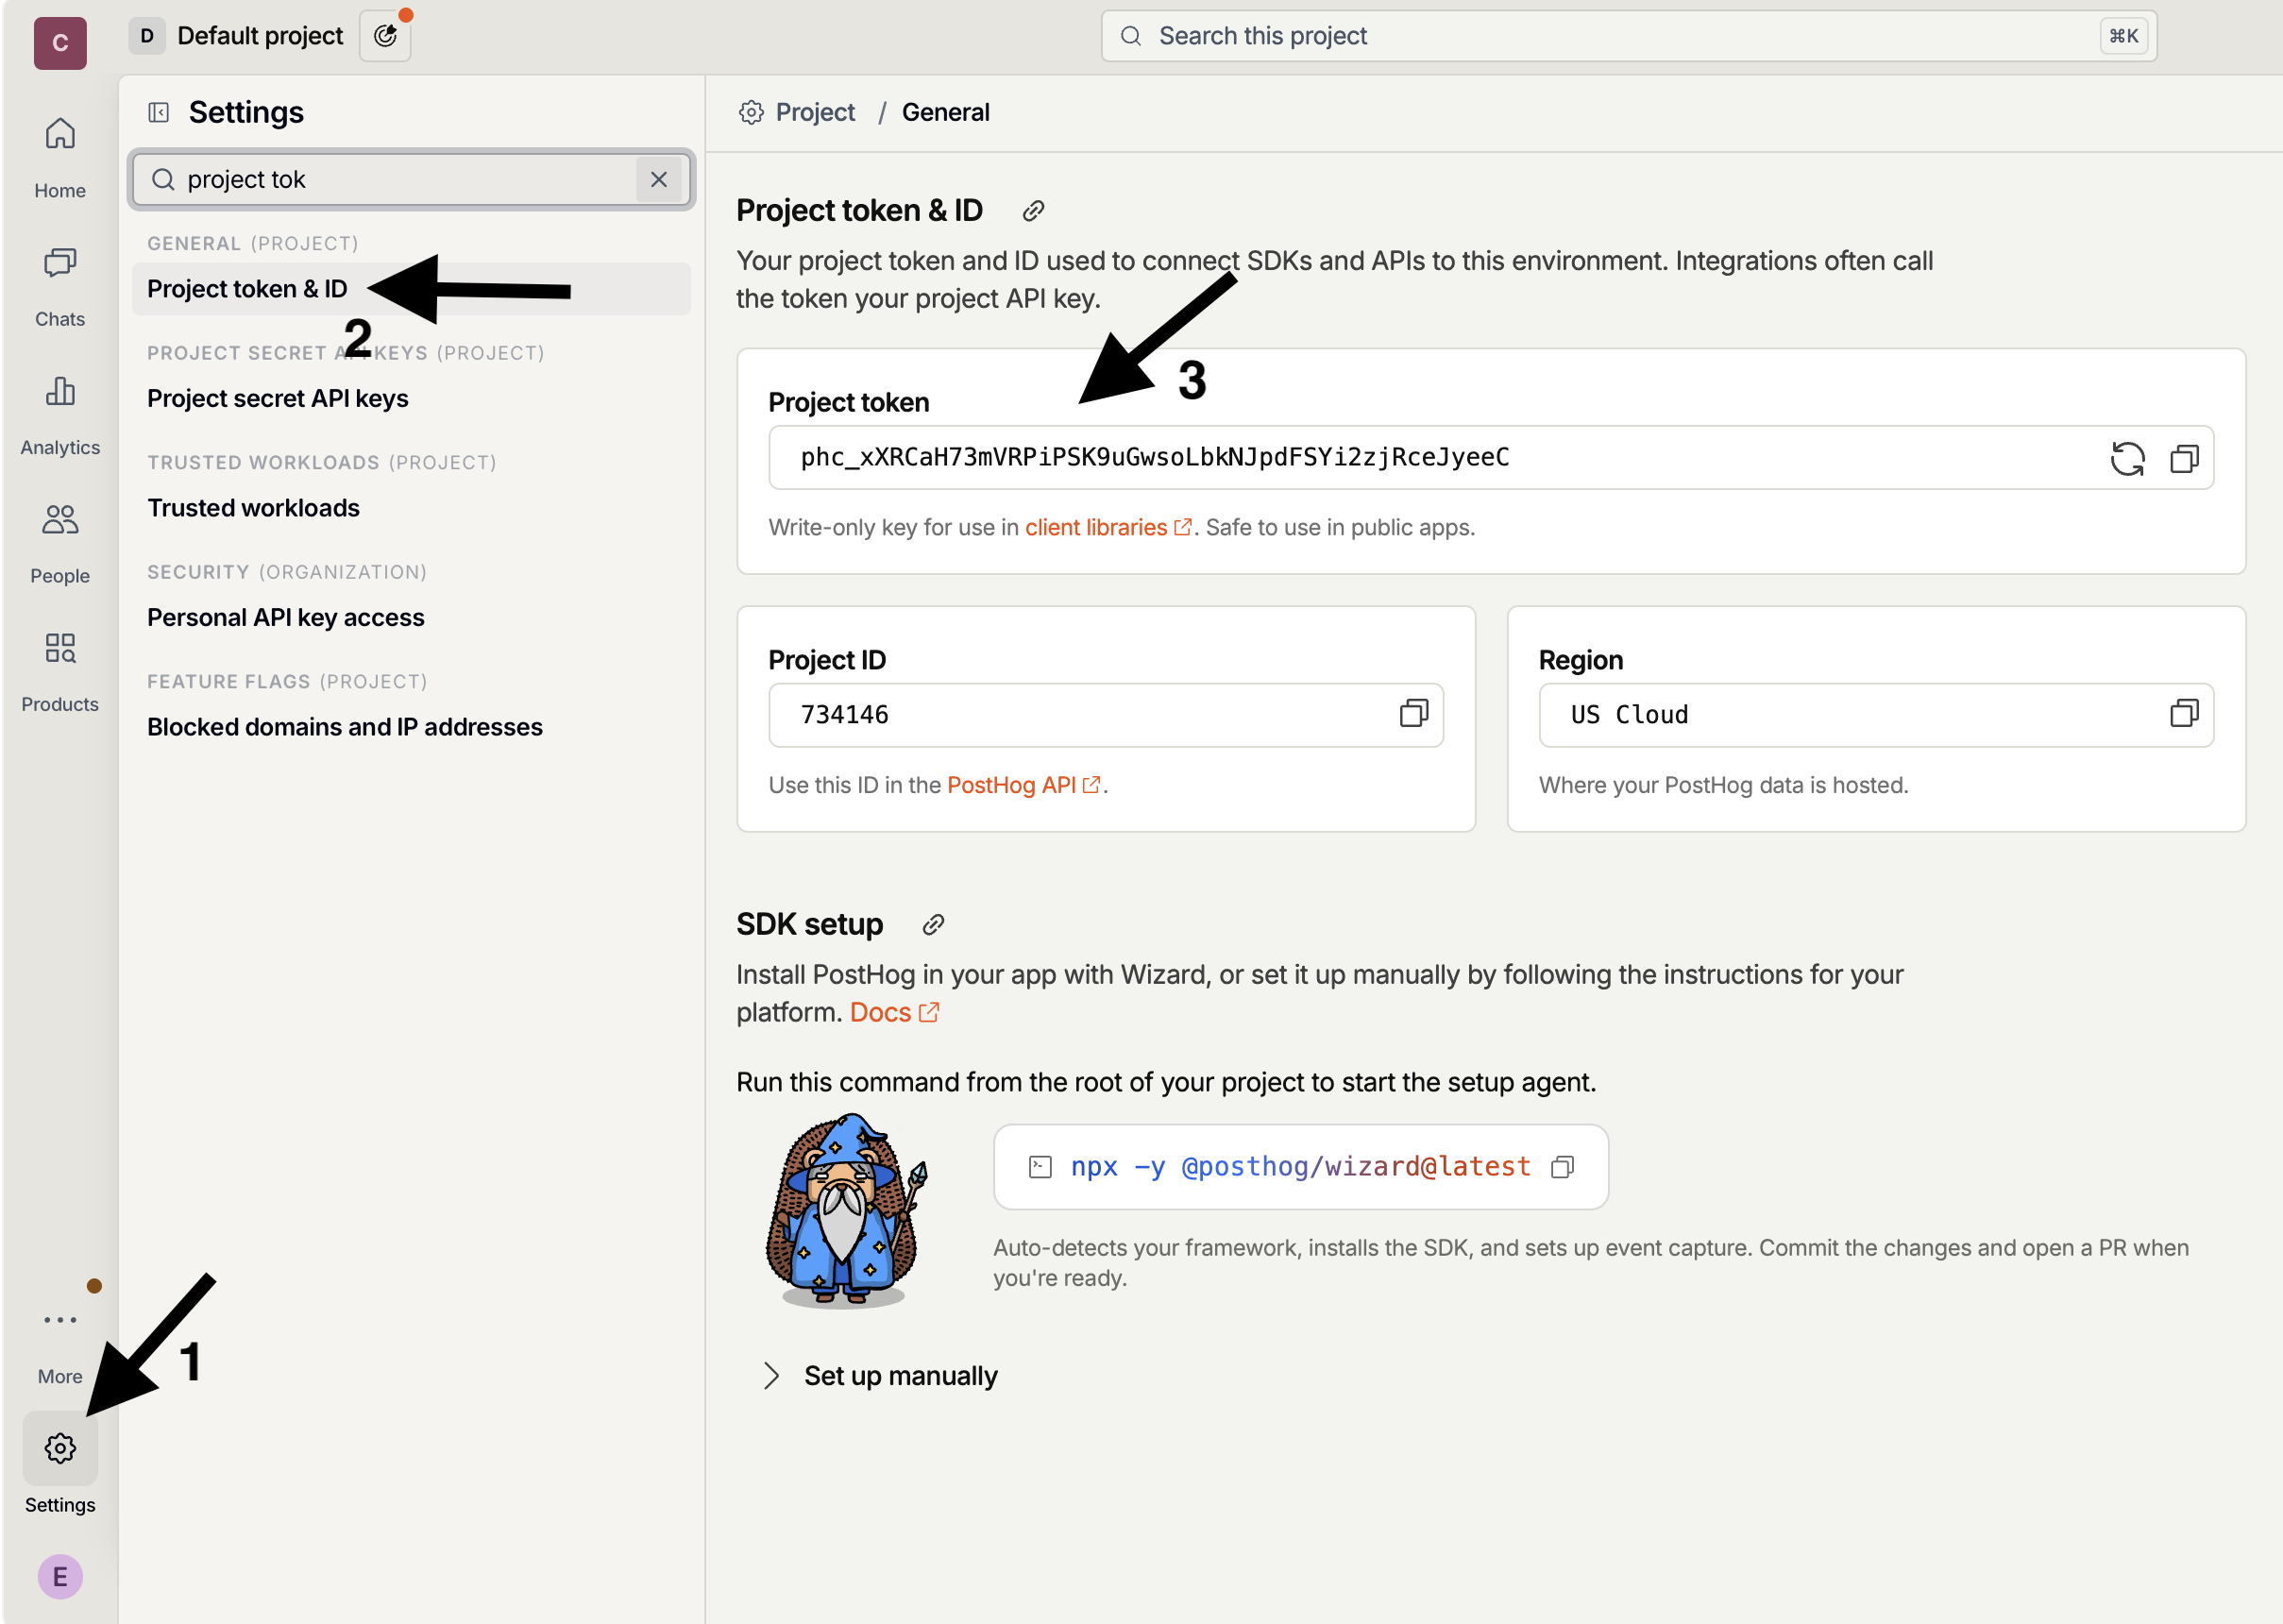 C
D Default project
Search this project
⌘K
Home
Chats
Analytics
People
Products
More
Settings
E
Settings
project tok
GENERAL (PROJECT)
Project token & ID
2
PROJECT SECRET API KEYS (PROJECT)
Project secret API keys
TRUSTED WORKLOADS (PROJECT)
Trusted workloads
SECURITY (ORGANIZATION)
Personal API key access
FEATURE FLAGS (PROJECT)
Blocked domains and IP addresses
1
Project / General
Project token & ID
Your project token and ID used to connect SDKs and APIs to this environment. Integrations often call
the token your project API key.
3
Project token
phc_xXRCaH73mVRPiPSK9uGwsoLbkNJpdFSYi2zjRceJyeeC
Write-only key for use in client libraries. Safe to use in public apps.
Project ID
734146
Use this ID in the PostHog API.
Region
US Cloud
Where your PostHog data is hosted.
SDK setup
Install PostHog in your app with Wizard, or set it up manually by following the instructions for your
platform. Docs
Run this command from the root of your project to start the setup agent.
npx -y @posthog/wizard@latest
Auto-detects your framework, installs the SDK, and sets up event capture. Commit the changes and open a PR when
you're ready.
Set up manually